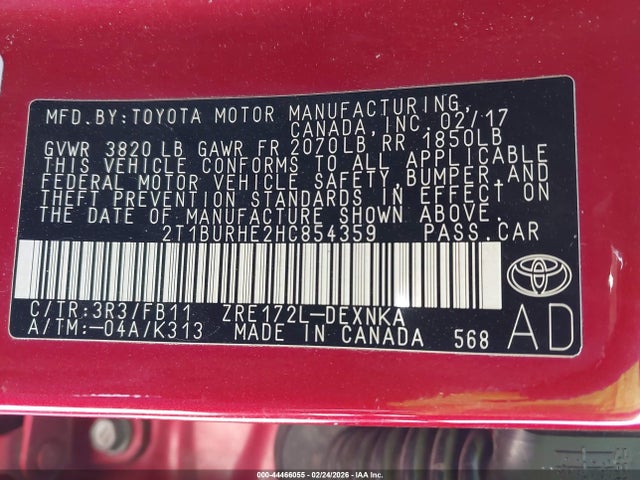 MFD.BY:TOYOTA MOTOR MANUFACTURING,
CANADA,INC. 02/17
GVWR 3820 LB GAWR FR 2070LB, RR 1850LB
THIS VEHICLE CONFORMS TO ALL APPLICABLE
FEDERAL MOTOR VEHICLE SAFETY,BUMPER,AND
THEFT PREVENTION STANDARDS IN EFFECT ON
THE DATE OF MANUFACTURE SHOWN ABOVE.
2T1BURHE2HC854359 PASS.CAR
C/TR:3R3/FB11 ZRE172L-DEXNKA
A/TM:-04A/K313 MADE IN CANADA 568
AD
000-44466055 - 02/24/2026 - IAA Inc.